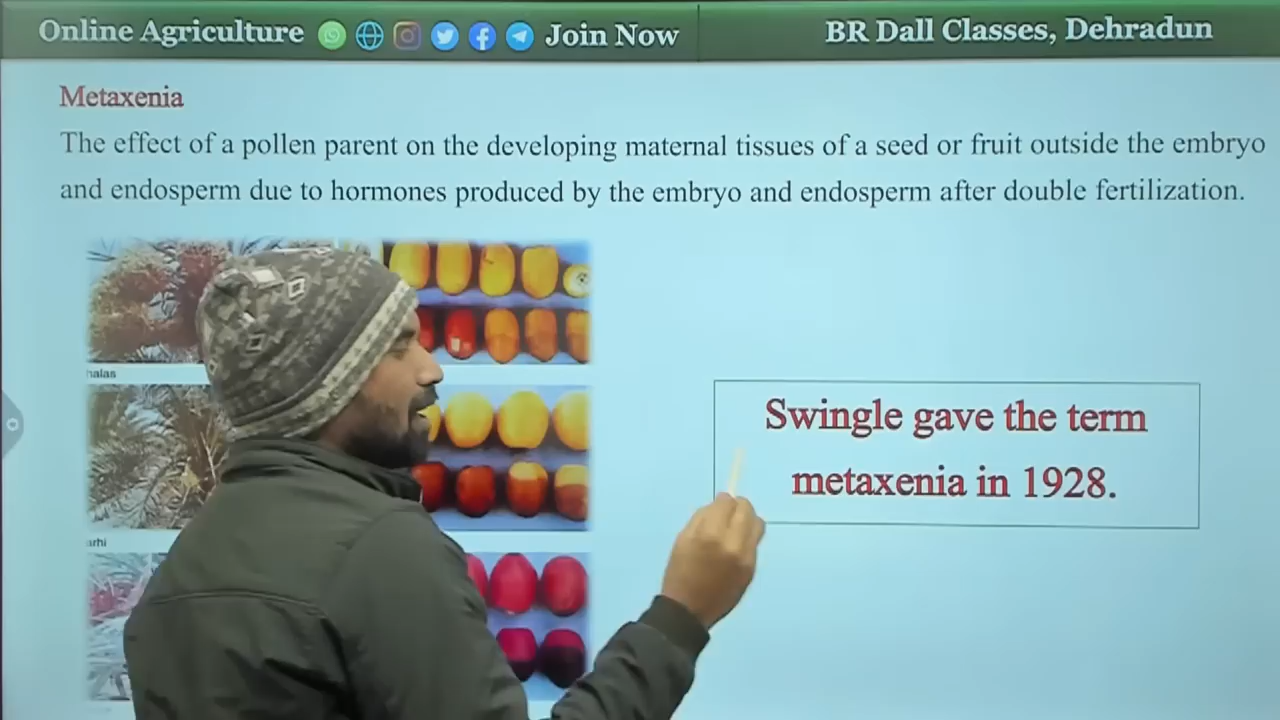 Online Agriculture Join Now BR Dall Classes, Dehradun
Metaxenia
The effect of a pollen parent on the developing maternal tissues of a seed or fruit outside the embryo
and endosperm due to hormones produced by the embryo and endosperm after double fertilization.
halas
arhi
Swingle gave the term
metaxenia in 1928.